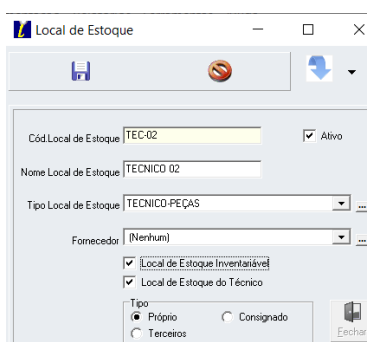 Local de Estoque
Cód.Local de Estoque TEC-02 Ativo
Nome Local de Estoque TECNICO 02
Tipo Local de Estoque TECNICO-PEÇAS ...
Fornecedor (Nenhum) ...
Local de Estoque Inventariável
Local de Estoque do Técnico
Tipo
Próprio Consignado
Terceiros
Fechar